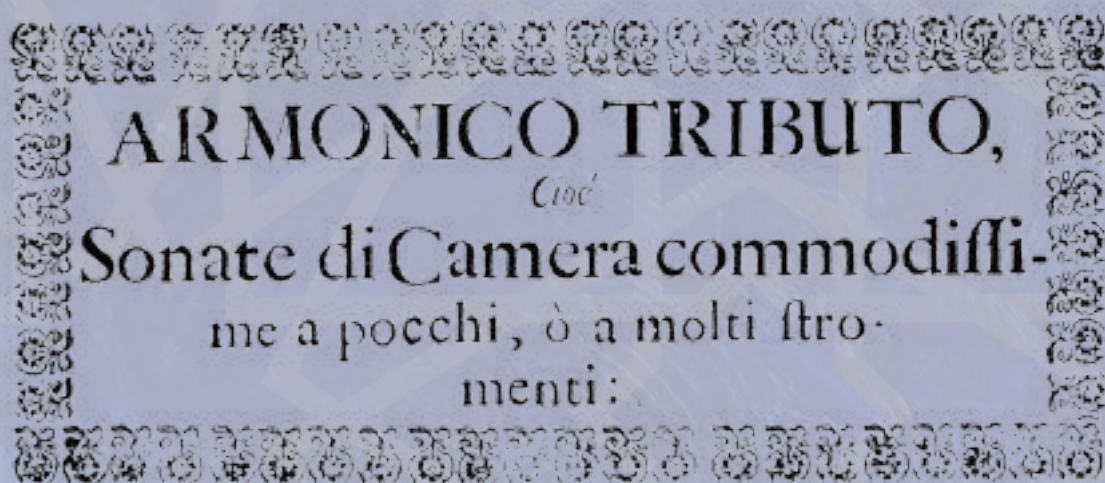 ARMONICO TRIBUTO,
Cioé
Sonate di Camera commodiſſi-
me a pocchi, ò a molti ſtro-
menti: